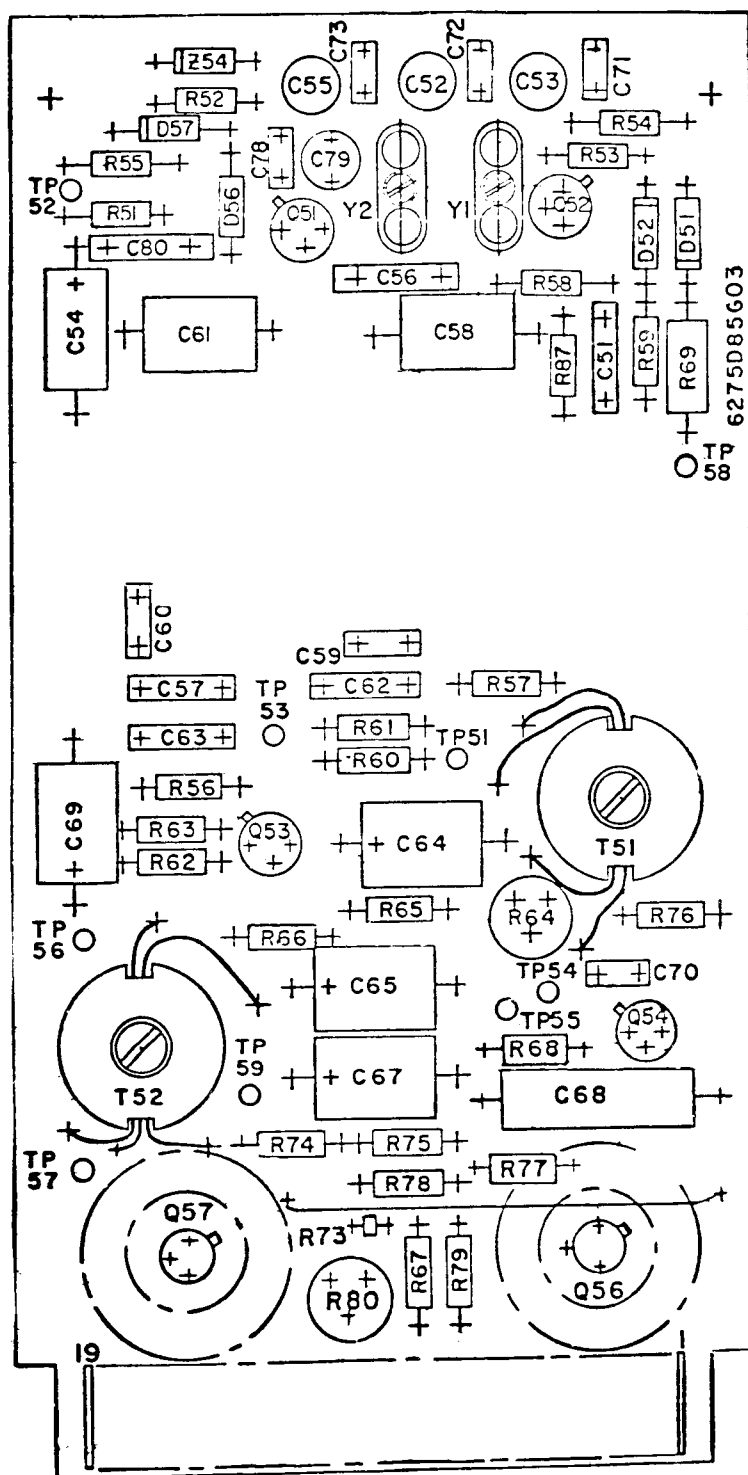 Z54
C55
C73
C52
C72
C53
C71
R52
D57
R54
C78
C79
R53
R55
TP
52
D56
Q51
Y2
Y1
Q52
R51
D52
D51
C80
C56
R58
C54
C61
C58
R87
C51
R59
R69
6275D85G03
TP
58
C60
C59
C57
TP
53
C62
R57
C63
R61
TP51
R60
R56
C69
R63
Q53
C64
T51
R62
R65
R64
R76
TP
56
R66
TP54
C70
C65
TP55
Q54
R68
T52
TP
59
C67
C68
R74
R75
TP
57
R78
R77
Q57
R73
R67
R79
R80
Q56
19